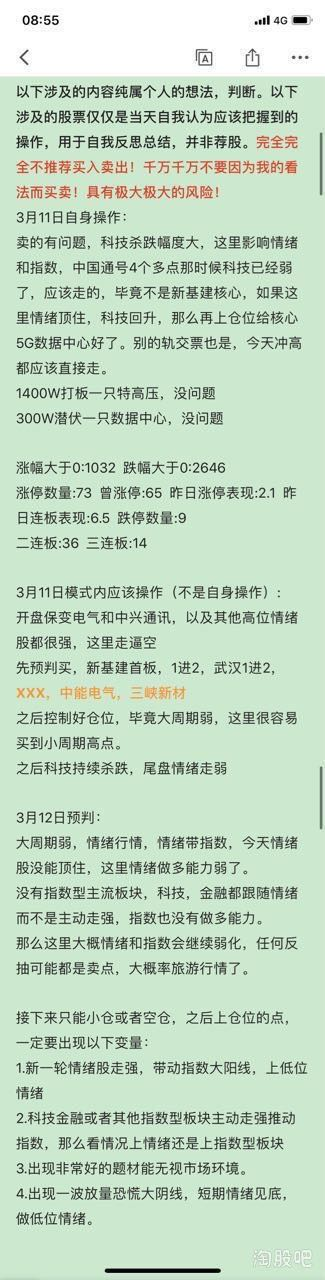 08:55
4G
A
以下涉及的内容纯属个人的想法，判断。以下
涉及的股票仅仅是当天自我认为应该把握到的
操作，用于自我反思总结，并非荐股。完全完
全不推荐买入卖出！千万千万不要因为我的看
法而买卖！具有极大极大的风险！
3月11日自身操作：
卖的有问题，科技杀跌幅度大，这里影响情绪
和指数，中国通号4个多点那时候科技已经弱
了，应该走的，毕竟不是新基建核心，如果这
里情绪顶住，科技回升，那么再上仓位给核心
5G数据中心好了。别的轨交票也是，今天冲高
都应该直接走。
1400W打板一只特高压，没问题
300W潜伏一只数据中心，没问题
涨幅大于0:1032 跌幅大于0:2646
涨停数量:73 曾涨停:65 昨日涨停表现:2.1 昨
日连板表现:6.5 跌停数量:9
二连板:36 三连板:14
3月11日模式内应该操作（不是自身操作）:
开盘保变电气和中兴通讯，以及其他高位情绪
股都很强，这里走逼空
先预判买，新基建首板，1进2，武汉1进2，
XXX，中能电气，三峡新材
之后控制好仓位，毕竟大周期弱，这里很容易
买到小周期高点。
之后科技持续杀跌，尾盘情绪走弱
3月12日预判：
大周期弱，情绪行情，情绪带指数，今天情绪
股没能顶住，这里情绪做多能力弱了。
没有指数型主流板块，科技，金融都跟随情绪
而不是主动走强，指数也没有做多能力。
那么这里大概情绪和指数会继续弱化，任何反
抽可能都是卖点，大概率旅游行情了。
接下来只能小仓或者空仓，之后上仓位的点，
一定要出现以下变量：
1.新一轮情绪股走强，带动指数大阳线，上低位
情绪
2.科技金融或者其他指数型板块主动走强推动
指数，那么看情况上情绪还是上指数型板块
3.出现非常好的题材能无视市场环境。
4.出现一波放量恐慌大阴线，短期情绪见底，
做低位情绪。
淘股吧